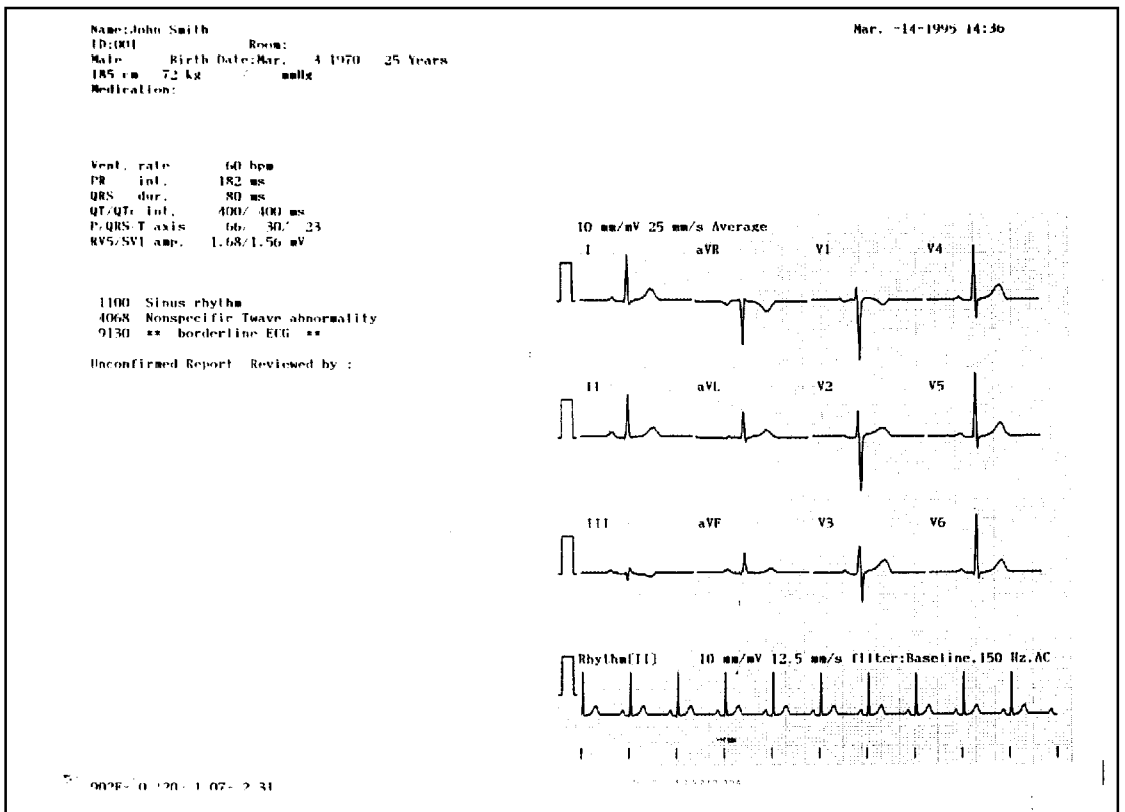 Name:John Smith
Mar. -14-1995 14:36
ID:001 Room:
Male Birth Date:Mar. 4 1970 25 Years
185 cm 72 kg / mmHg
Medication:
Vent. rate 60 bpm
PR int. 182 ms
QRS dur. 80 ms
QT/QTc int. 400/ 400 ms
P/QRS/T axis 66/ 30/ 23
RV5/SV1 amp. 1.68/1.56 mV
1100 Sinus rhythm
4068 Nonspecific Twave abnormality
9130 ** borderline ECG **
Unconfirmed Report Reviewed by :
10 mm/mV 25 mm/s Average
I aVR V1 V4
II aVL V2 V5
III aVF V3 V6
Rhythm[II] 10 mm/mV 12.5 mm/s filter:Baseline,150 Hz,AC